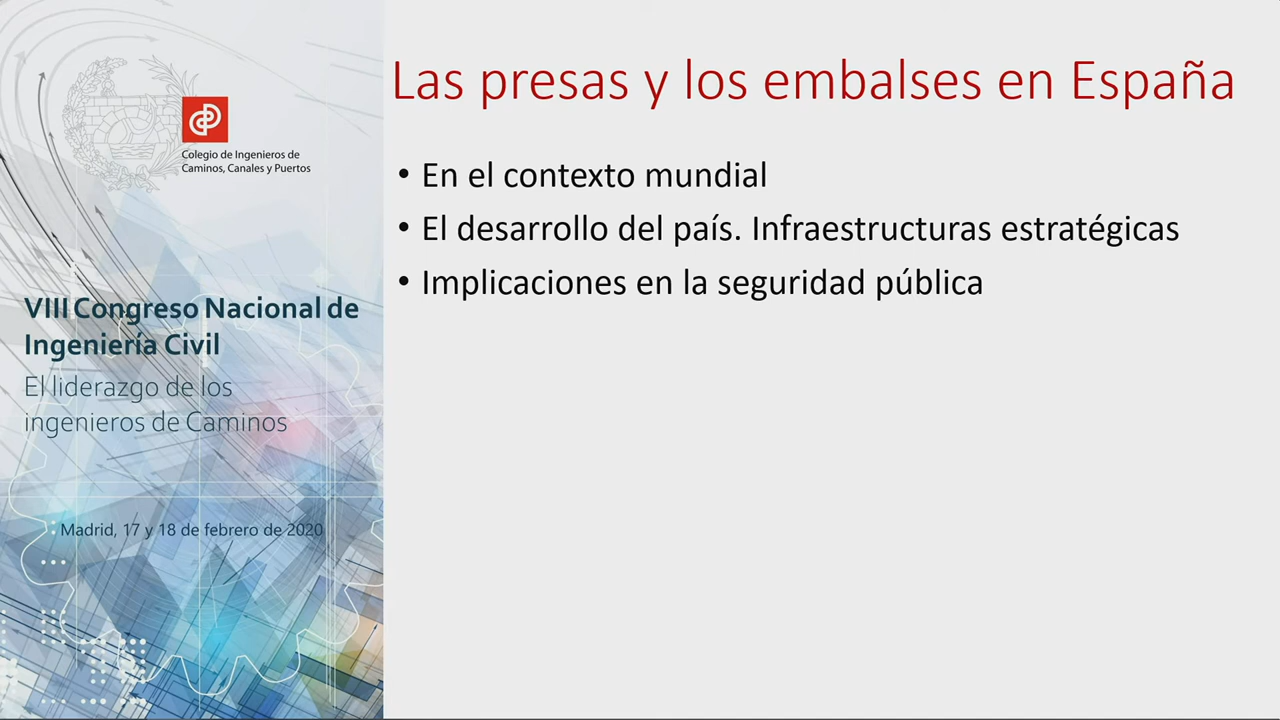 Colegio de Ingenieros de
Caminos, Canales y Puertos
VIII Congreso Nacional de
Ingeniería Civil
El liderazgo de los
ingenieros de Caminos
Madrid, 17 y 18 de febrero de 2020
Las presas y los embalses en España
• En el contexto mundial
• El desarrollo del país. Infraestructuras estratégicas
• Implicaciones en la seguridad pública